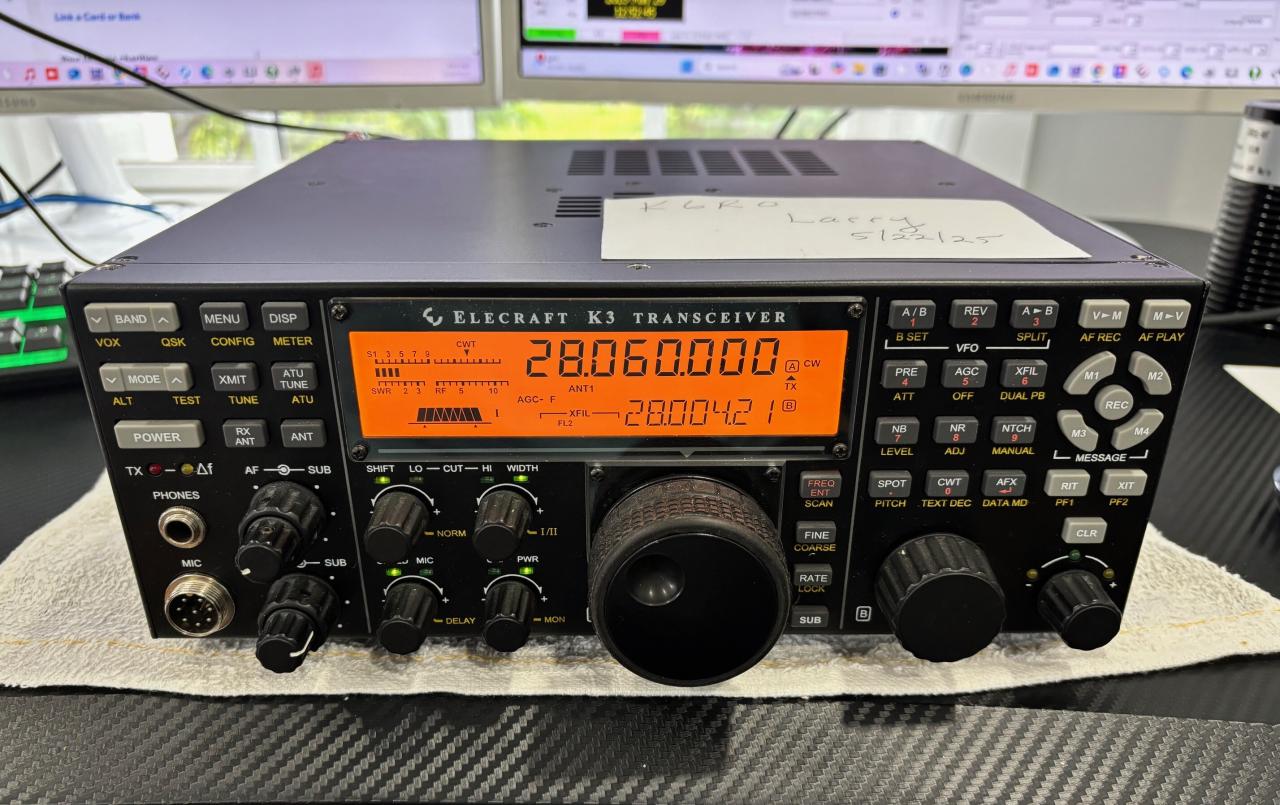 Link a Card or Bank
SAMSUNG
K6RO
Larry
5/22/25
ELECRAFT K3 TRANSCEIVER
BAND MENU DISP
VOX QSK CONFIG METER
MODE XMIT ATU TUNE
ALT TEST TUNE ATU
POWER RX ANT ANT
TX Δf
AF SUB
PHONES
SUB
MIC
S1 3 5 7 9 CWT
28.060.000 A CW
SWR 2 3 RF 5 10 ANT1 TX
AGC- F XFIL 28.004.21 B
I FL2
SHIFT LO CUT HI WIDTH
+ NORM + I/II
MIC PWR
+ DELAY + MON
FREQ ENT
SCAN
FINE
COARSE
RATE
LOCK
SUB
B
A/B 1 REV 2 A►B 3 V►M M►V
B SET VFO SPLIT AF REC AF PLAY
PRE 4 AGC 5 XFIL 6 M1 M2
ATT OFF DUAL PB REC
NB 7 NR 8 NTCH 9 M3 M4
LEVEL ADJ MANUAL MESSAGE
SPOT . CWT 0 AFX RIT XIT
PITCH TEXT DEC DATA MD PF1 PF2
CLR